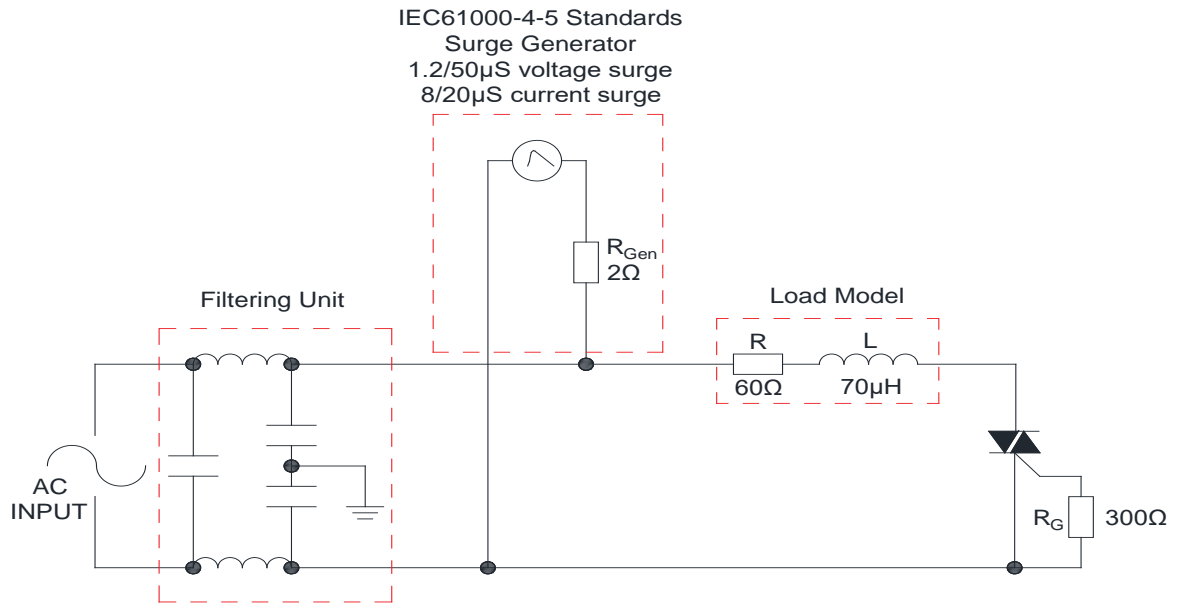 IEC61000-4-5 Standards
Surge Generator
1.2/50µS voltage surge
8/20µS current surge
RGen
2Ω
Filtering Unit
Load Model
R
L
60Ω
70µH
AC
INPUT
RG
300Ω